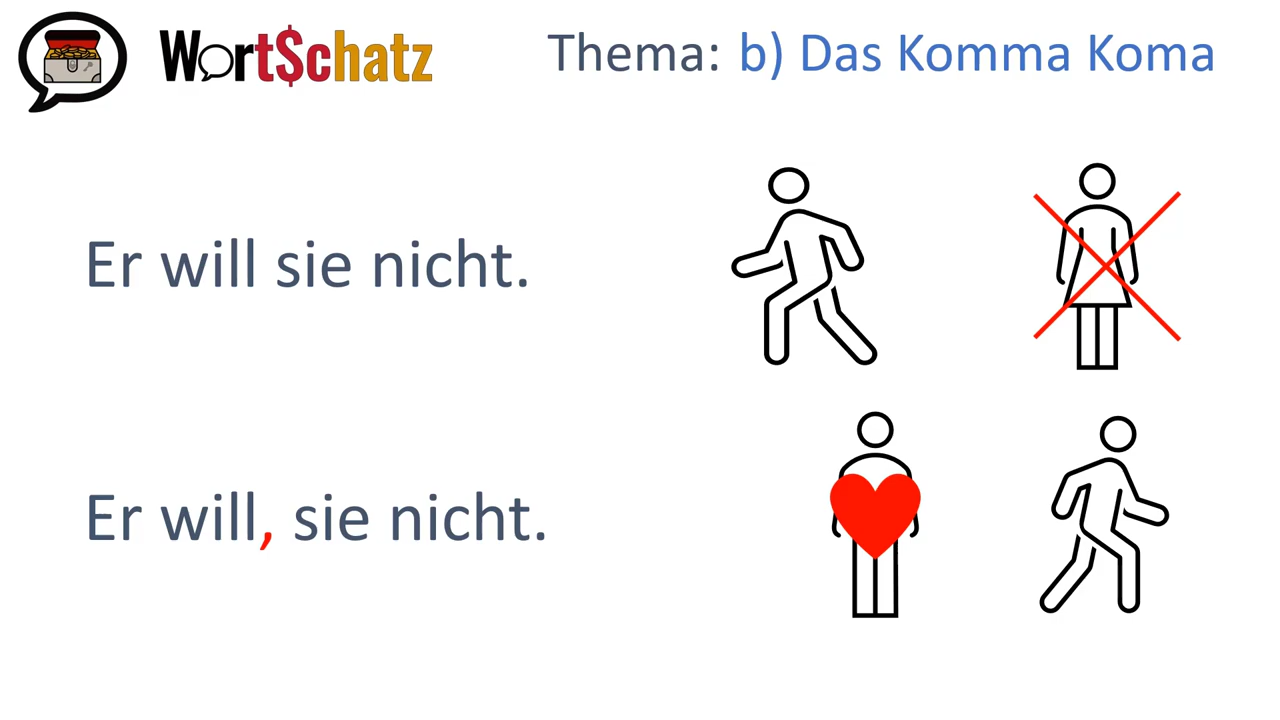 WortSchatz
Thema: b) Das Komma Koma
Er will sie nicht.
Er will, sie nicht.